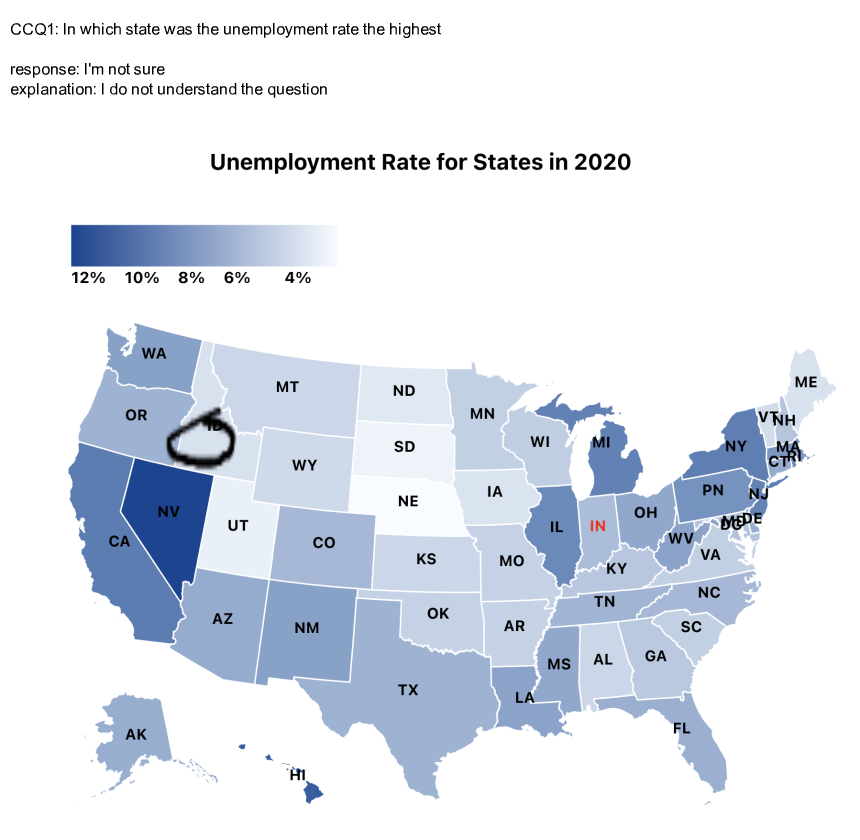 CCQ1: In which state was the unemployment rate the highest
response: I'm not sure
explanation: I do not understand the question
Unemployment Rate for States in 2020
12% 10% 8% 6% 4%
WA
MT
ND
ME
OR
ID
MN
VT
NH
WI
MI
NY
MA
SD
CT
RI
WY
IA
PN
NJ
NV
NE
IL
IN
OH
DE
CA
UT
CO
WV
VA
KS
MO
KY
NC
AZ
NM
OK
AR
TN
SC
TX
MS
AL
GA
LA
FL
AK
HI